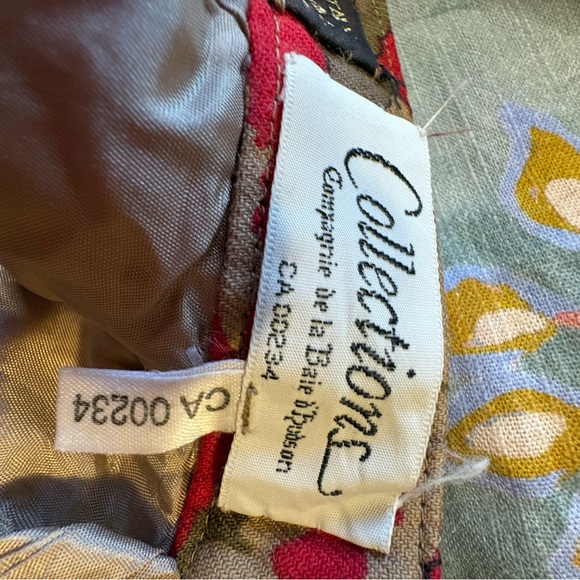 Collections
Compagnie de la Baie d'Hudson
CA 00234
CA 00234